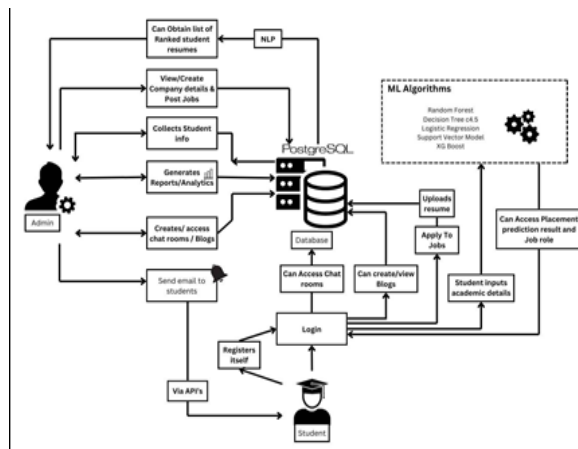 Can Obtain list of
Ranked student
resumes
NLP
View/Create
Company details &
Post Jobs
Collects Student
info
Generates
Reports/Analytics
Creates/ access
chat rooms / Blogs
Send email to
students
Admin
Via API's
PostgreSQL
Database
Can Access Chat
rooms
Can create/view
Blogs
Uploads
resume
Apply To
Jobs
Login
Registers
itself
Student
ML Algorithms
Random Forest
Decision Tree c4.5
Logistic Regression
Support Vector Model
XG Boost
Student inputs
academic details
Can Access Placement
prediction result and
Job role